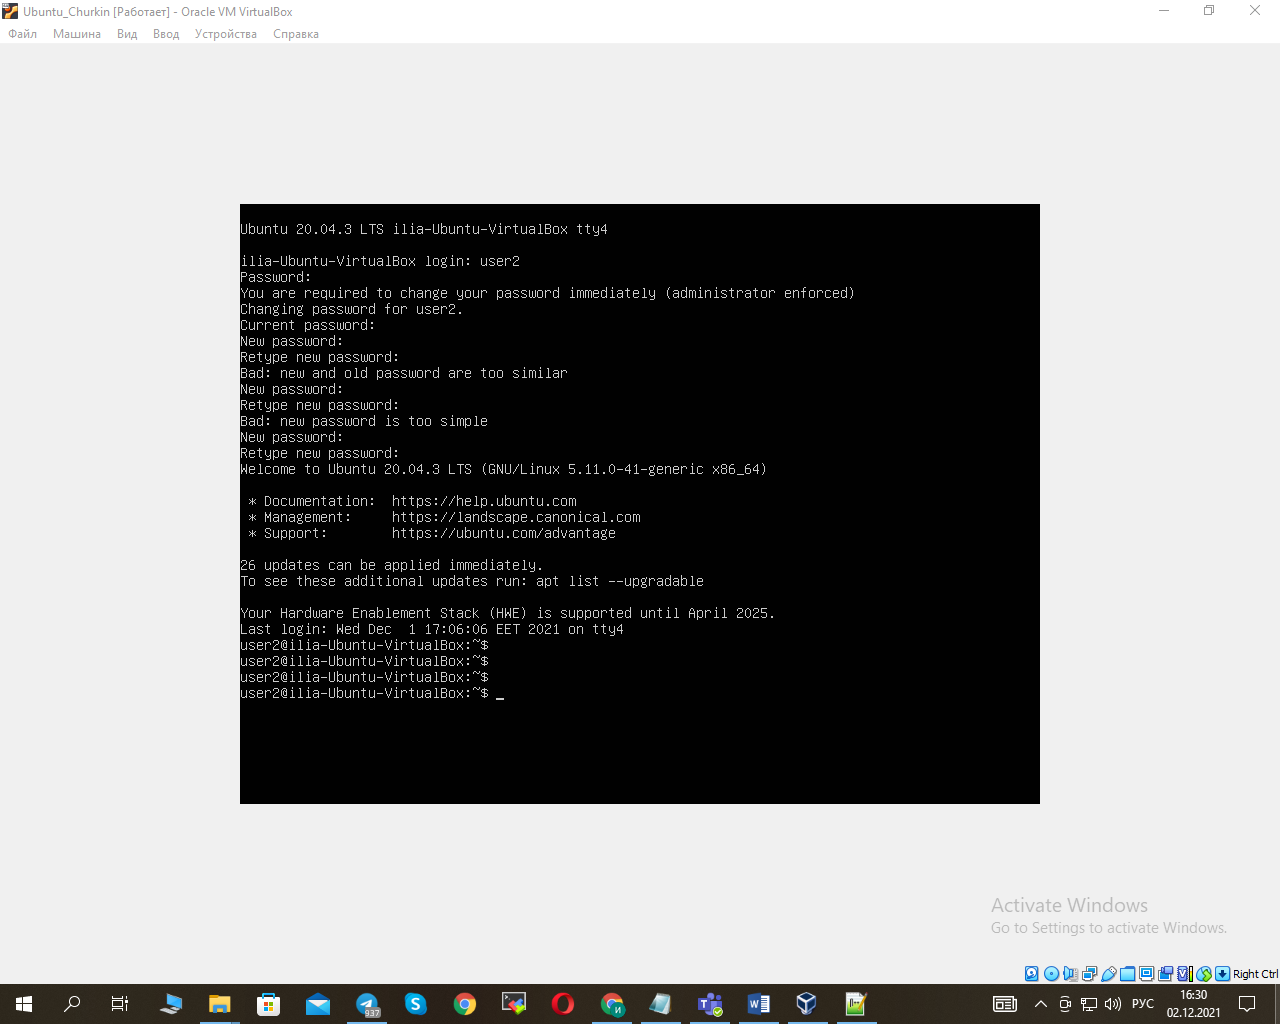 Ubuntu_Churkin [Работает] - Oracle VM VirtualBox
Файл Машина Вид Ввод Устройства Справка
Ubuntu 20.04.3 LTS ilia-Ubuntu-VirtualBox tty4
ilia-Ubuntu-VirtualBox login: user2
Password:
You are required to change your password immediately (administrator enforced)
Changing password for user2.
Current password:
New password:
Retype new password:
Bad: new and old password are too similar
New password:
Retype new password:
Bad: new password is too simple
New password:
Retype new password:
Welcome to Ubuntu 20.04.3 LTS (GNU/Linux 5.11.0-41-generic x86_64)
* Documentation:  https://help.ubuntu.com
* Management:     https://landscape.canonical.com
* Support:        https://ubuntu.com/advantage
26 updates can be applied immediately.
To see these additional updates run: apt list --upgradable
Your Hardware Enablement Stack (HWE) is supported until April 2025.
Last login: Wed Dec  1 17:06:06 EET 2021 on tty4
user2@ilia-Ubuntu-VirtualBox:~$
user2@ilia-Ubuntu-VirtualBox:~$
user2@ilia-Ubuntu-VirtualBox:~$
user2@ilia-Ubuntu-VirtualBox:~$ _
Activate Windows
Go to Settings to activate Windows.
Right Ctrl
937
И
РУС
16:30
02.12.2021